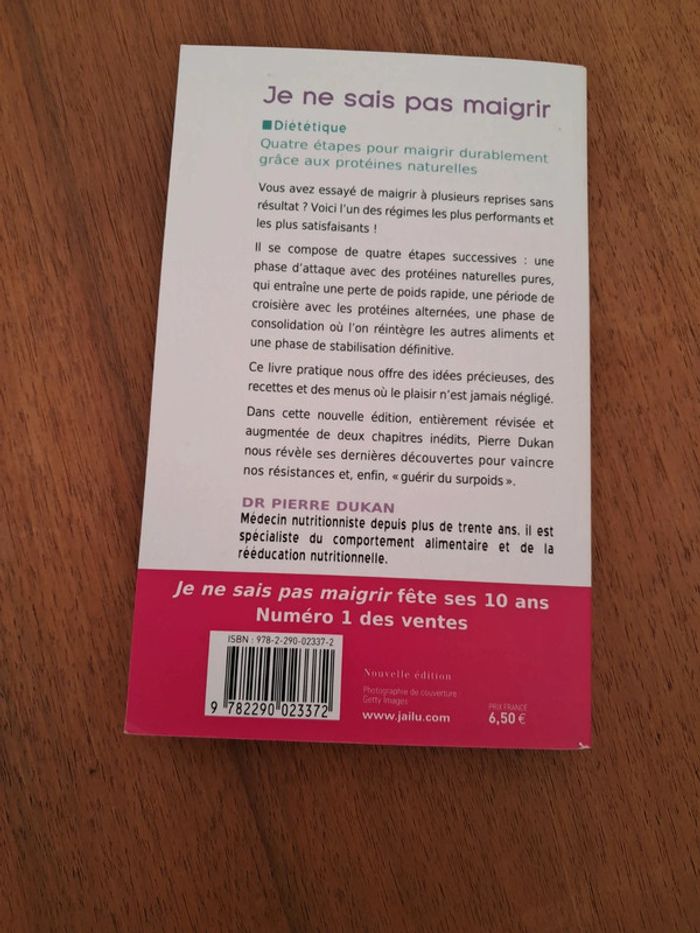 Je ne sais pas maigrir
Diététique
Quatre étapes pour maigrir durablement
grâce aux protéines naturelles
Vous avez essayé de maigrir à plusieurs reprises sans
résultat ? Voici l'un des régimes les plus performants et
les plus satisfaisants !
Il se compose de quatre étapes successives : une
phase d'attaque avec des protéines naturelles pures,
qui entraîne une perte de poids rapide, une période de
croisière avec les protéines alternées, une phase de
consolidation où l'on réintègre les autres aliments et
une phase de stabilisation définitive.
Ce livre pratique nous offre des idées précieuses, des
recettes et des menus où le plaisir n'est jamais négligé.
Dans cette nouvelle édition, entièrement révisée et
augmentée de deux chapitres inédits, Pierre Dukan
nous révèle ses dernières découvertes pour vaincre
nos résistances et, enfin, « guérir du surpoids ».
DR PIERRE DUKAN
Médecin nutritionniste depuis plus de trente ans, il est
spécialiste du comportement alimentaire et de la
rééducation nutritionnelle.
Je ne sais pas maigrir fête ses 10 ans
Numéro 1 des ventes
ISBN : 978-2-290-02337-2
9 782290 023372
Nouvelle édition
Photographie de couverture :
Getty Images
www.jailu.com
PRIX FRANCE
6,50 €